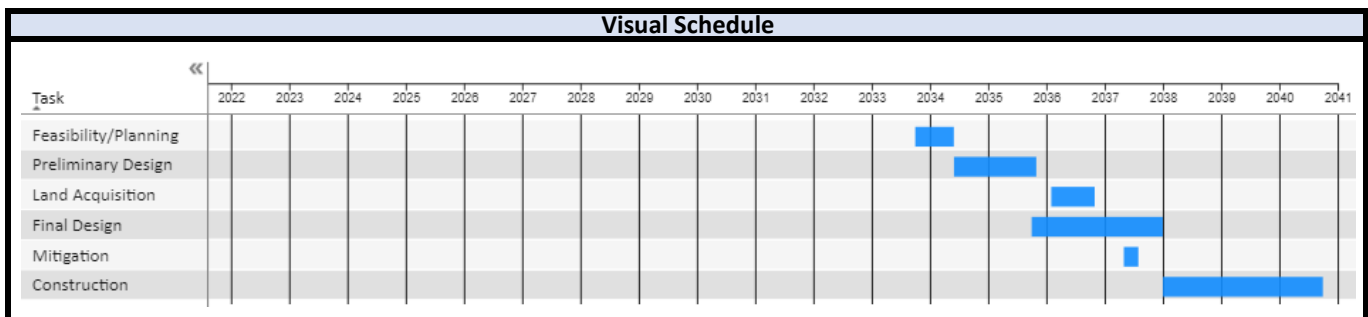 Visual Schedule
«
Task 2022 2023 2024 2025 2026 2027 2028 2029 2030 2031 2032 2033 2034 2035 2036 2037 2038 2039 2040 2041
Feasibility/Planning
Preliminary Design
Land Acquisition
Final Design
Mitigation
Construction